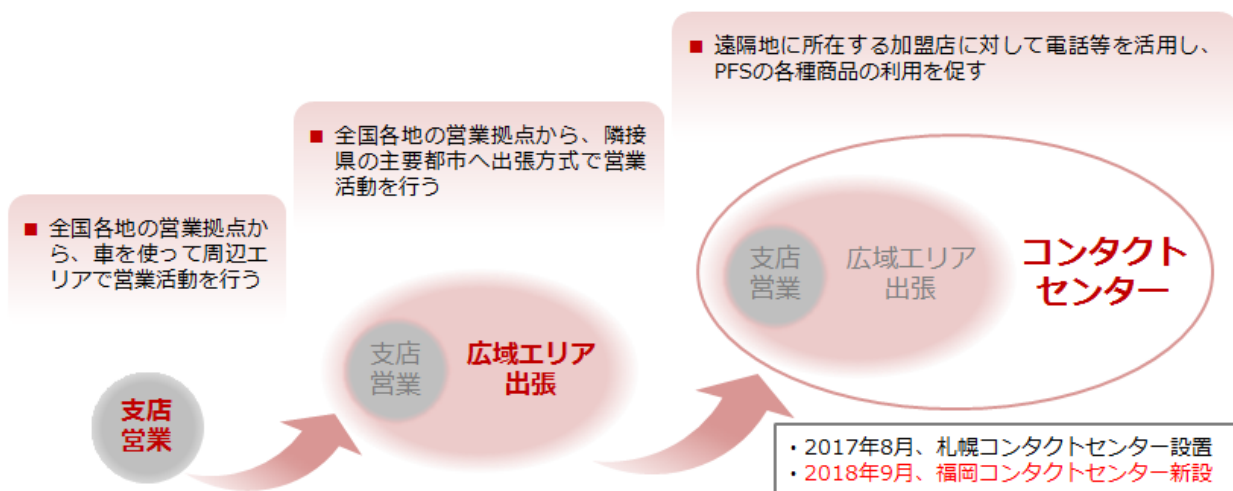 ■ 全国各地の営業拠点か
ら、車を使って周辺エ
リアで営業活動を行う
支店
営業
■ 全国各地の営業拠点から、隣接
県の主要都市へ出張方式で営業
活動を行う
支店
営業
広域エリア
出張
■ 遠隔地に所在する加盟店に対して電話等を活用し、
PFSの各種商品の利用を促す
支店
営業
広域エリア
出張
コンタクト
センター
・2017年8月、札幌コンタクトセンター設置
・2018年9月、福岡コンタクトセンター新設